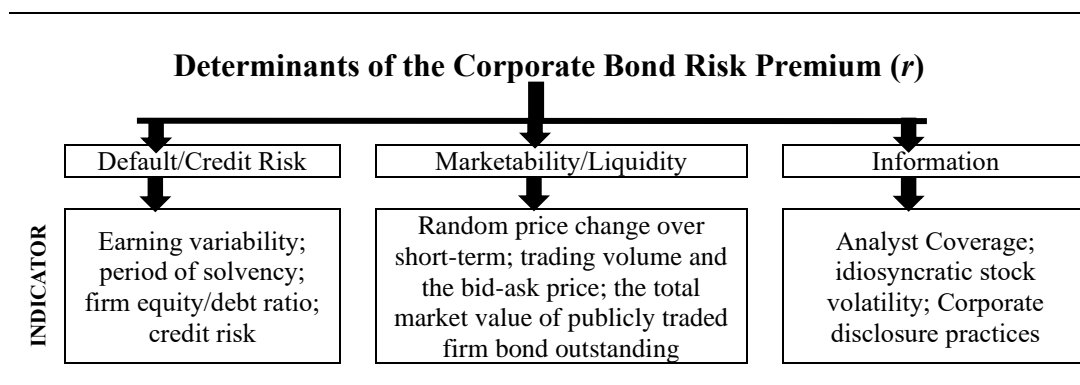 Determinants of the Corporate Bond Risk Premium (r)
Default/Credit Risk
Marketability/Liquidity
Information
INDICATOR
Earning variability;
period of solvency;
firm equity/debt ratio;
credit risk
Random price change over
short-term; trading volume and
the bid-ask price; the total
market value of publicly traded
firm bond outstanding
Analyst Coverage;
idiosyncratic stock
volatility; Corporate
disclosure practices